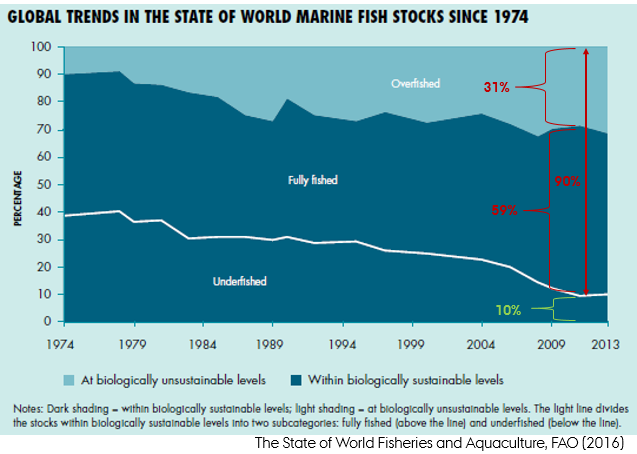 GLOBAL TRENDS IN THE STATE OF WORLD MARINE FISH STOCKS SINCE 1974
100
90
80
70
60
50
40
30
20
10
0
PERCENTAGE
Overfished
31%
Fully fished
90%
59%
Underfished
10%
1974 1979 1984 1989 1994 1999 2004 2009 2013
At biologically unsustainable levels Within biologically sustainable levels
Notes: Dark shading = within biologically sustainable levels; light shading = at biologically unsustainable levels. The light line divides
the stocks within biologically sustainable levels into two subcategories: fully fished (above the line) and underfished (below the line).
The State of World Fisheries and Aquaculture, FAO (2016)